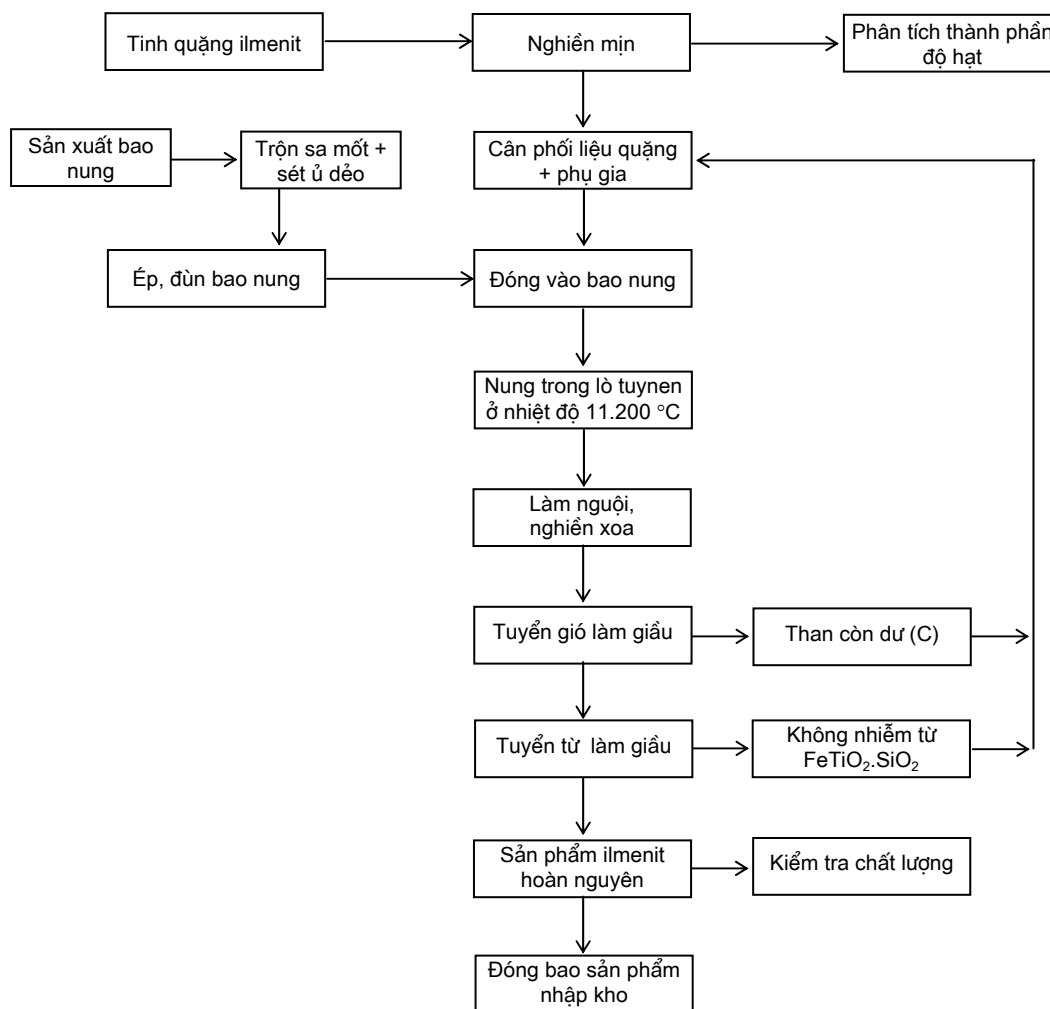 Tinh quặng ilmenit
Nghiền mịn
Phân tích thành phần
độ hạt
Sản xuất bao
nung
Trộn sa mốt +
sét ủ dẻo
Cân phối liệu quặng
+ phụ gia
Ép, đùn bao nung
Đóng vào bao nung
Nung trong lò tuynen
ở nhiệt độ 11.200 °C
Làm nguội,
nghiền xoa
Tuyển gió làm giầu
Than còn dư (C)
Tuyển từ làm giầu
Không nhiễm từ
FeTiO₂.SiO₂
Sản phẩm ilmenit
hoàn nguyên
Kiểm tra chất lượng
Đóng bao sản phẩm
nhập kho